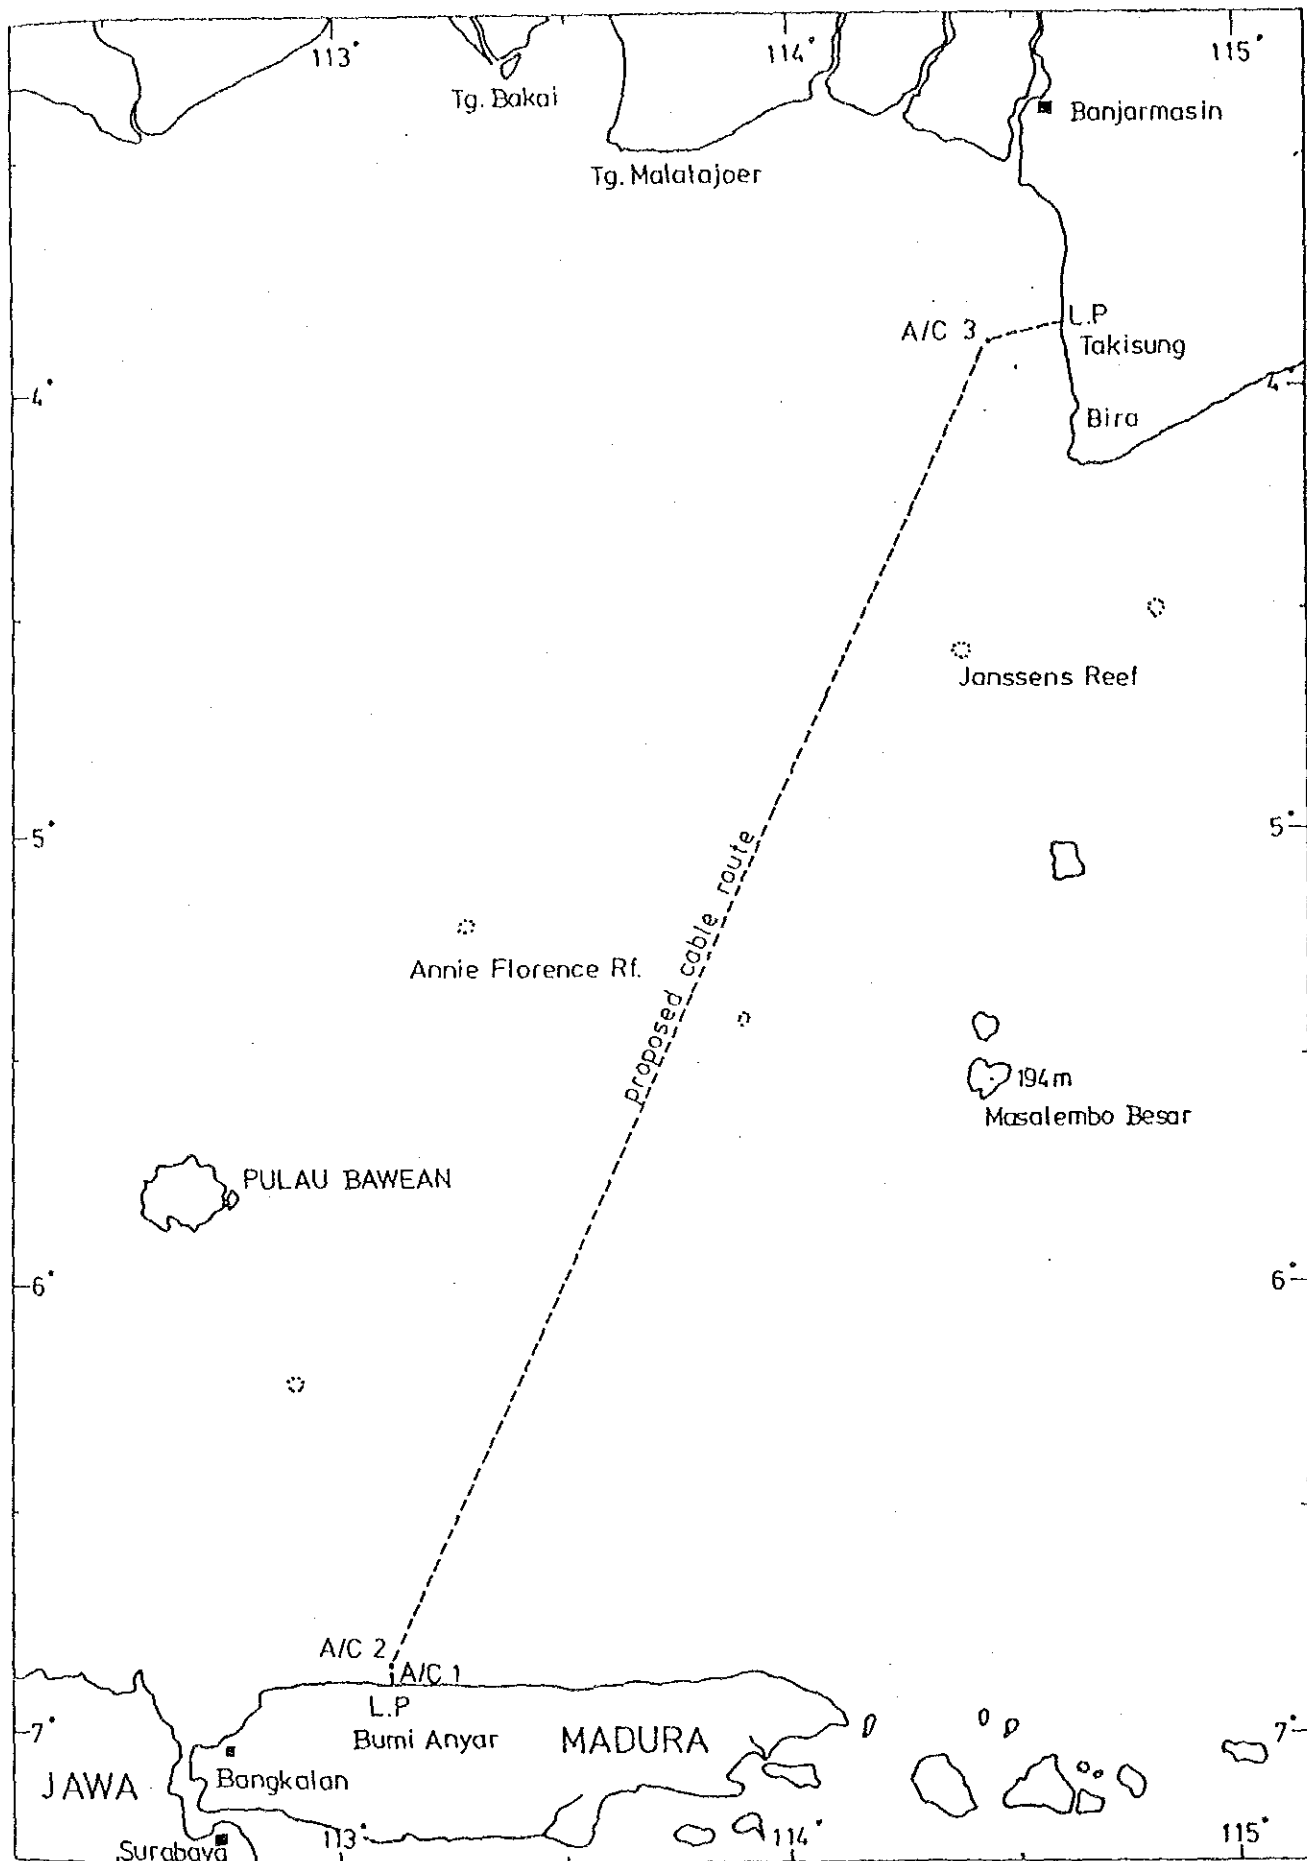 113°
114°
115°
Tg. Bakai
Banjarmasin
Tg. Malatajoer
A/C 3
L.P
Takisung
4°
4°
Bira
Janssens Reef
5°
5°
proposed cable route
Annie Florence Rf.
194m
Masalembo Besar
PULAU BAWEAN
6°
6°
A/C 2
A/C 1
L.P
Bumi Anyar
MADURA
7°
7°
JAWA
Bangkalan
Surabaya
113°
114°
115°